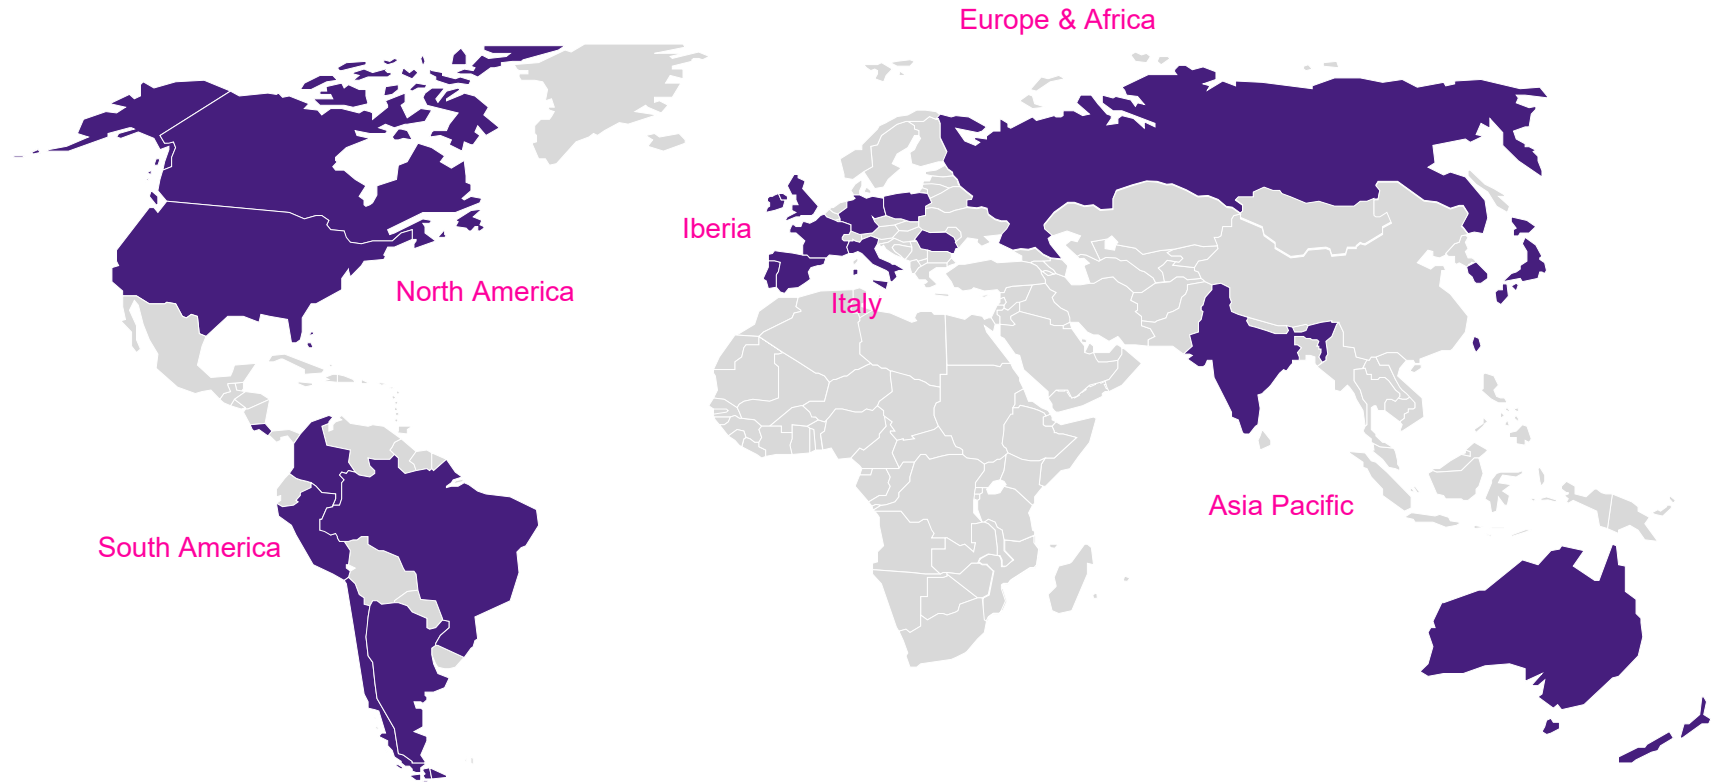 Europe & Africa
Iberia
North America
Italy
Asia Pacific
South America